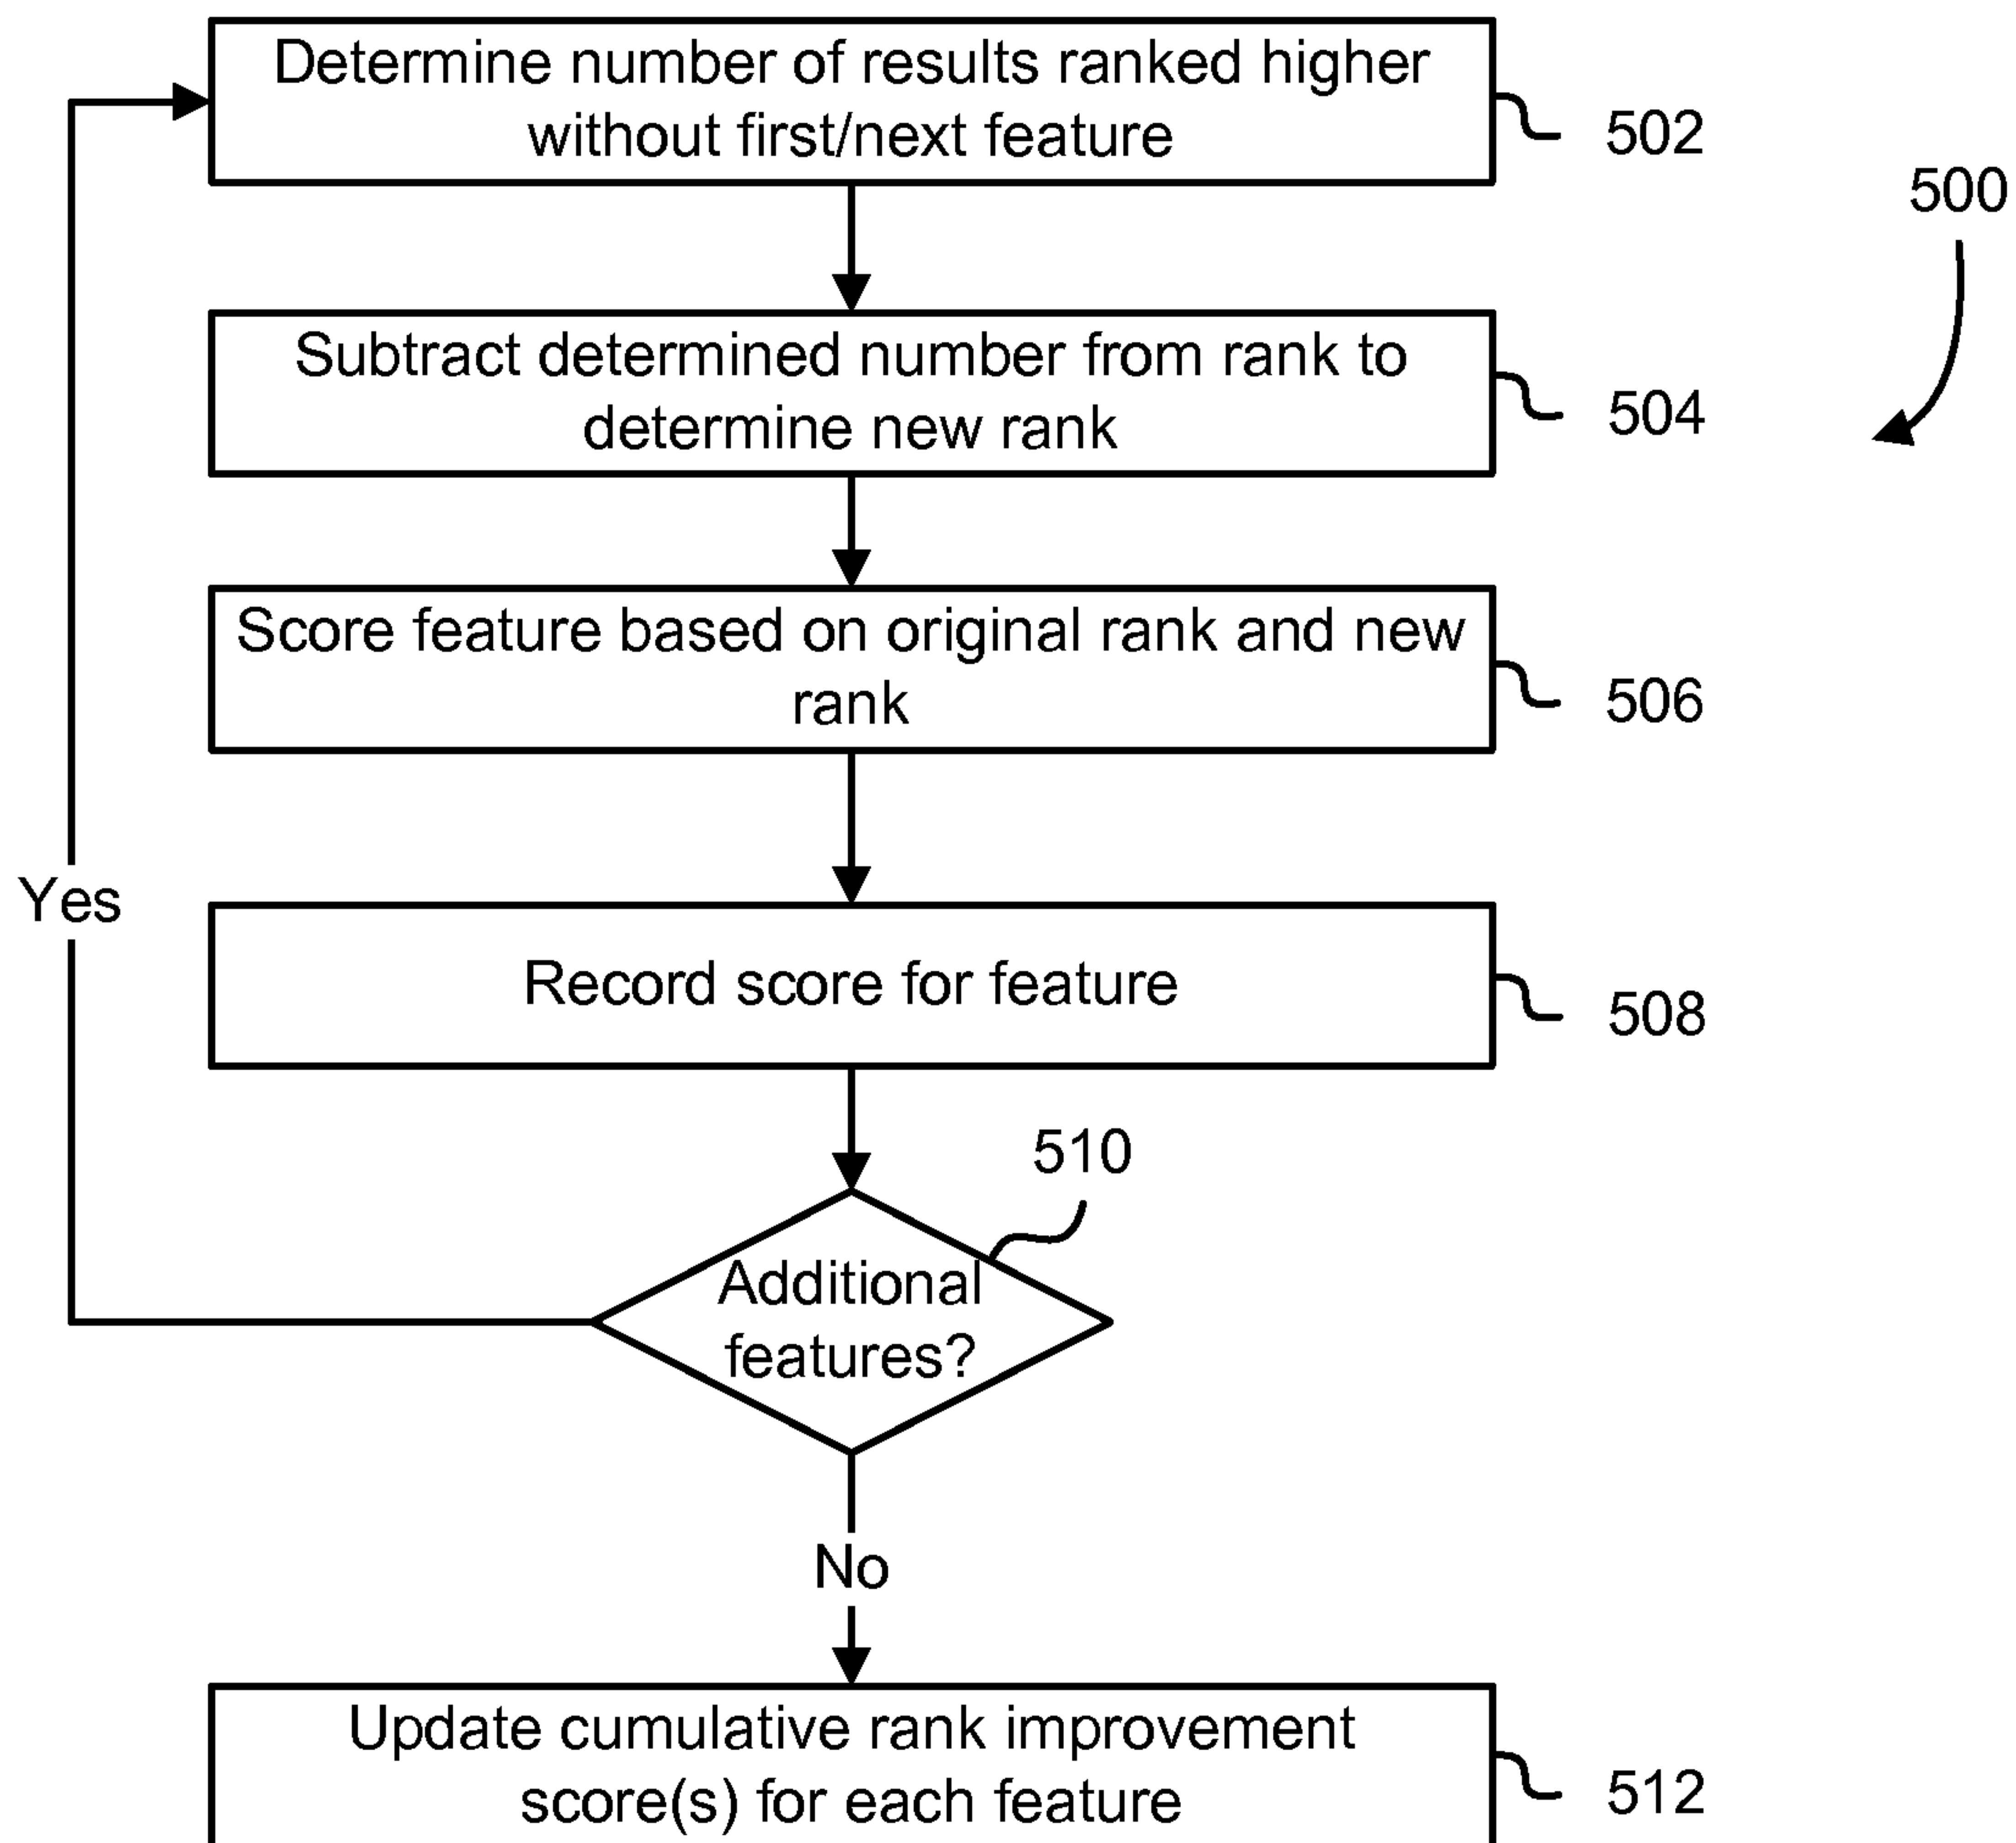 Determine number of results ranked higher
without first/next feature
502
500
Subtract determined number from rank to
determine new rank
504
Score feature based on original rank and new
rank
506
Yes
Record score for feature
508
510
Additional
features?
No
Update cumulative rank improvement
score(s) for each feature
512